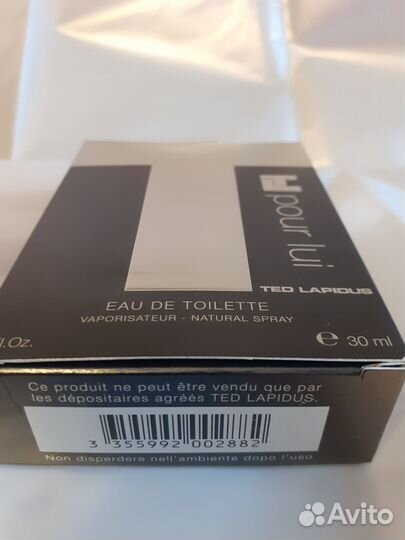 pour lui
TED LAPIDUS
EAU DE TOILETTE
VAPORISATEUR - NATURAL SPRAY
l.Oz.
e 30 ml
Ce produit ne peut être vendu que par
les dépositaires agréés TED LAPIDUS.
3 355992 002882
Non disperdere nell'ambiente dopo l'uso
Avito